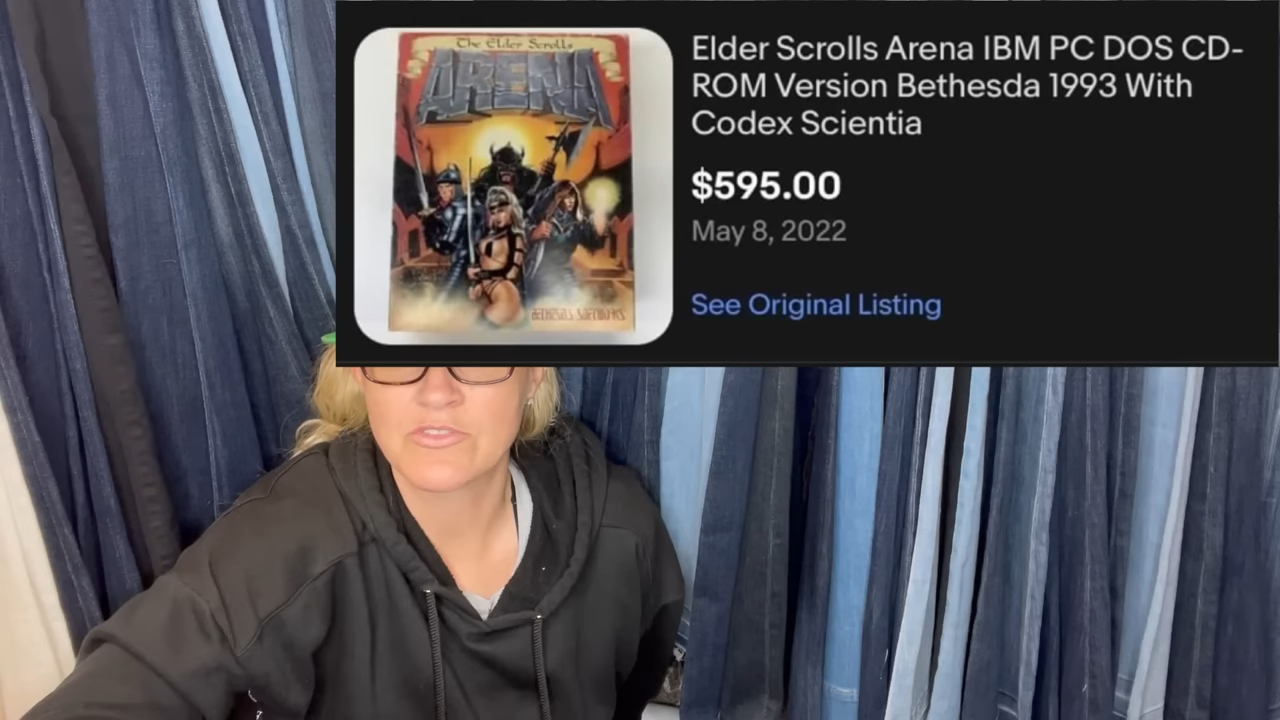 The Elder Scrolls
ARENA
BETHESDA SOFTWORKS
Elder Scrolls Arena IBM PC DOS CD-
ROM Version Bethesda 1993 With
Codex Scientia
$595.00
May 8, 2022
See Original Listing